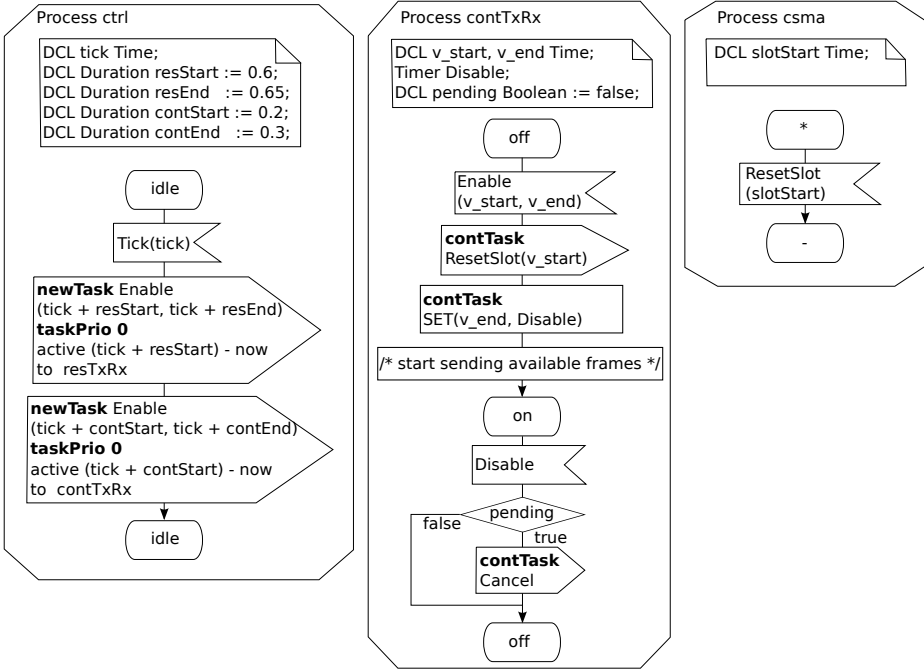 Process ctrl
DCL tick Time;
DCL Duration resStart := 0.6;
DCL Duration resEnd := 0.65;
DCL Duration contStart := 0.2;
DCL Duration contEnd := 0.3;
idle
Tick(tick)
newTask Enable
(tick + resStart, tick + resEnd)
taskPrio 0
active (tick + resStart) - now
to resTxRx
newTask Enable
(tick + contStart, tick + contEnd)
taskPrio 0
active (tick + contStart) - now
to contTxRx
idle
Process contTxRx
DCL v_start, v_end Time;
Timer Disable;
DCL pending Boolean := false;
off
Enable
(v_start, v_end)
contTask
ResetSlot(v_start)
contTask
SET(v_end, Disable)
/* start sending available frames */
on
Disable
pending
false
true
contTask
Cancel
off
Process csma
DCL slotStart Time;
*
ResetSlot
(slotStart)
-